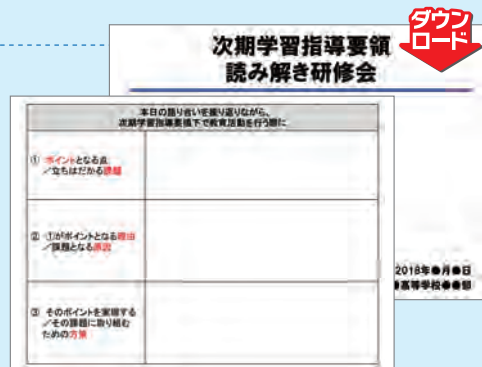 ダウン
ロード
次期学習指導要領
読み解き研修会
本日の語り合いを振り返りながら、
次期学習指導要領下で教育活動を行う際に
① ポイントとなる点
／立ちはだかる課題
② ①がポイントとなる理由
／課題となる原因
③ そのポイントを実現する
／その課題に取り組む
ための方策
2018年●月●日
●高等学校●●部